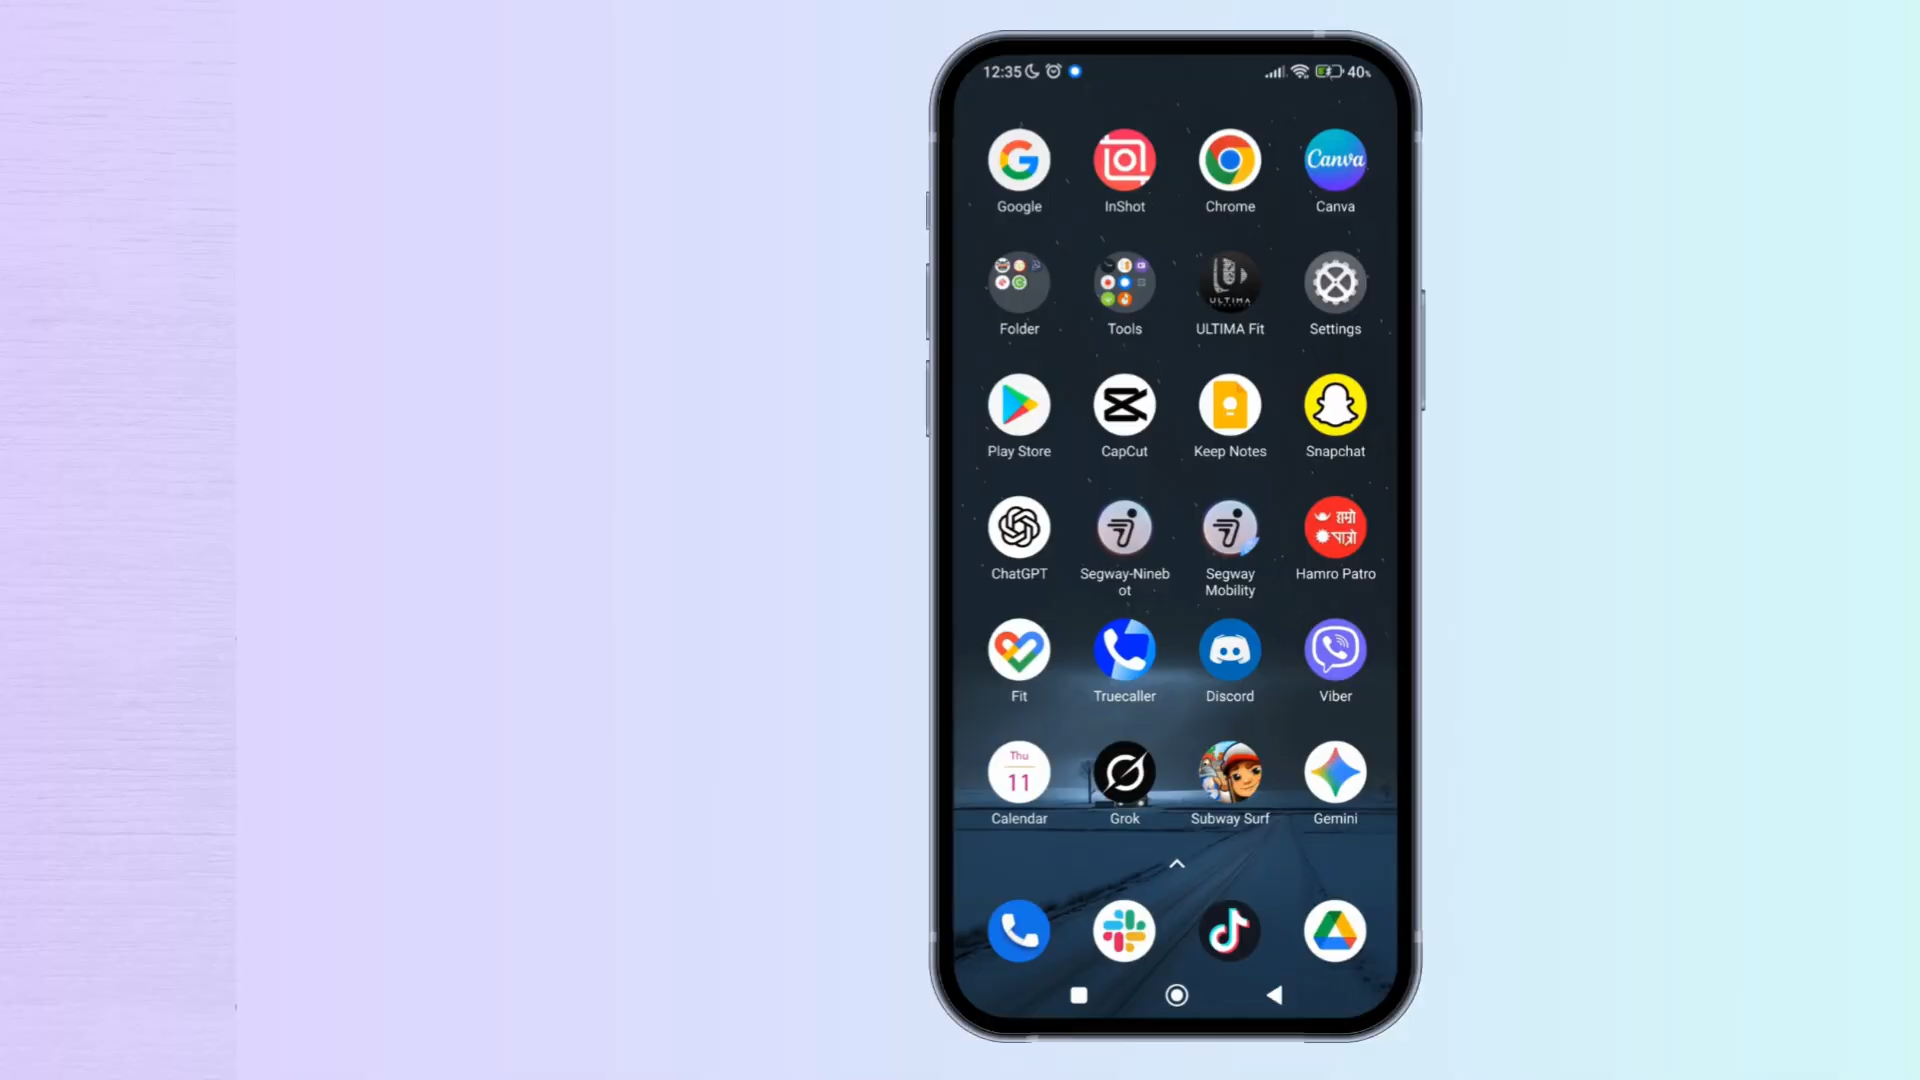 12:35 40%
Canva
Google InShot Chrome Canva
ULTIMA
Folder Tools ULTIMA Fit Settings
Play Store CapCut Keep Notes Snapchat
हाम्रो
पात्रो
ChatGPT Segway-Nineb
ot Segway
Mobility Hamro Patro
Fit Truecaller Discord Viber
Thu
11
Calendar Grok Subway Surf Gemini